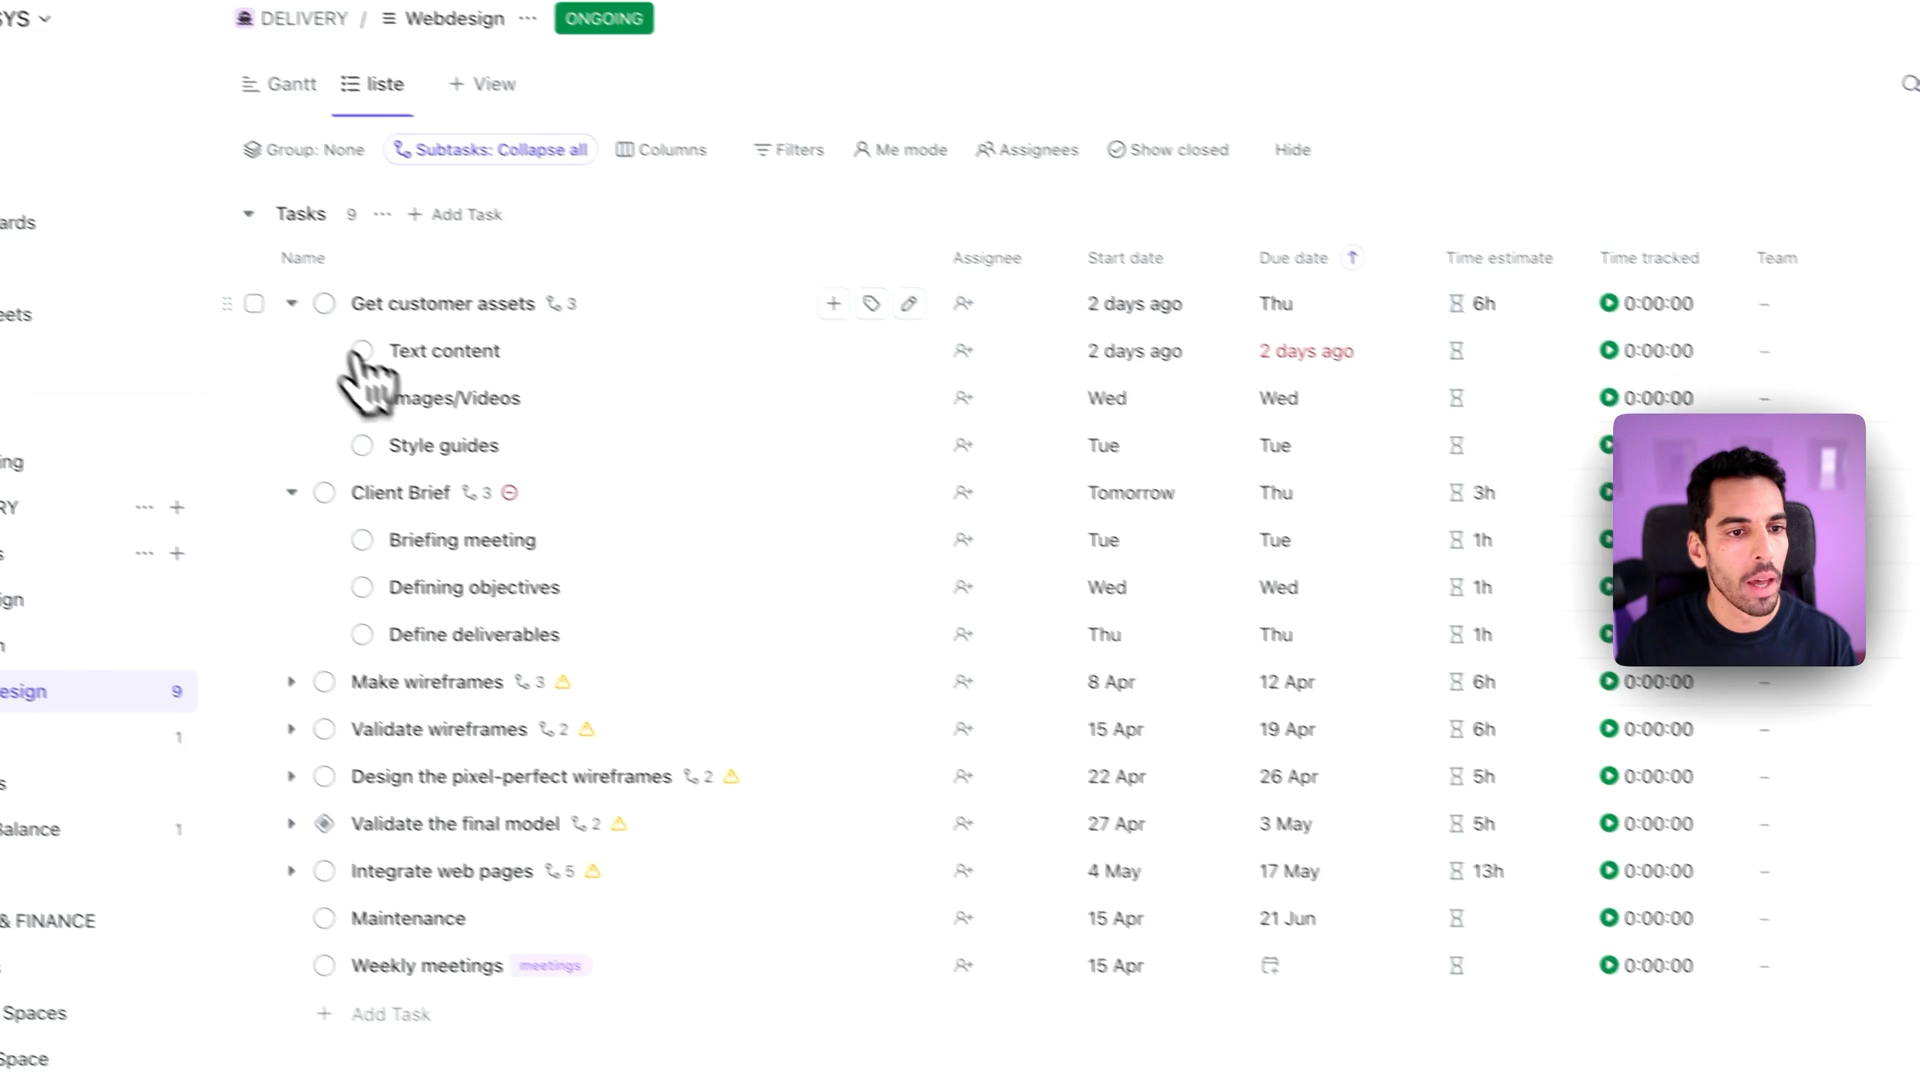 SYS
DELIVERY / Webdesign ... ONGOING
Gantt liste + View
Group: None Subtasks: Collapse all Columns Filters Me mode Assignees Show closed Hide
Tasks 9 ... + Add Task
Name Assignee Start date Due date Time estimate Time tracked Team
Get customer assets 3 2 days ago Thu 6h 0:00:00 –
Text content 2 days ago 2 days ago 0:00:00 –
Images/Videos Wed Wed 0:00:00 –
Style guides Tue Tue
Client Brief 3 Tomorrow Thu 3h
Briefing meeting Tue Tue 1h
Defining objectives Wed Wed 1h
Define deliverables Thu Thu 1h
Make wireframes 3 8 Apr 12 Apr 6h 0:00:00 –
Validate wireframes 2 15 Apr 19 Apr 6h 0:00:00 –
Design the pixel-perfect wireframes 2 22 Apr 26 Apr 5h 0:00:00 –
Validate the final model 2 27 Apr 3 May 5h 0:00:00 –
Integrate web pages 5 4 May 17 May 13h 0:00:00 –
Maintenance 15 Apr 21 Jun 0:00:00 –
Weekly meetings meetings 15 Apr 0:00:00 –
+ Add Task
ards
eets
ing
RY ... +
s ... +
ign
n
esign 9
1
s
Balance 1
& FINANCE
Spaces
Space